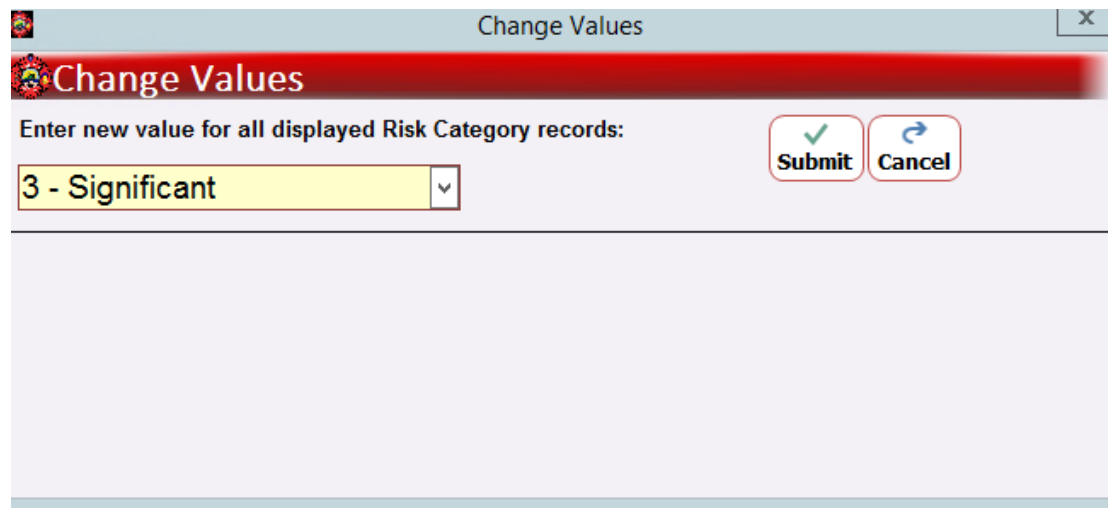 Change Values
X
Change Values
Enter new value for all displayed Risk Category records:
Submit Cancel
3 - Significant